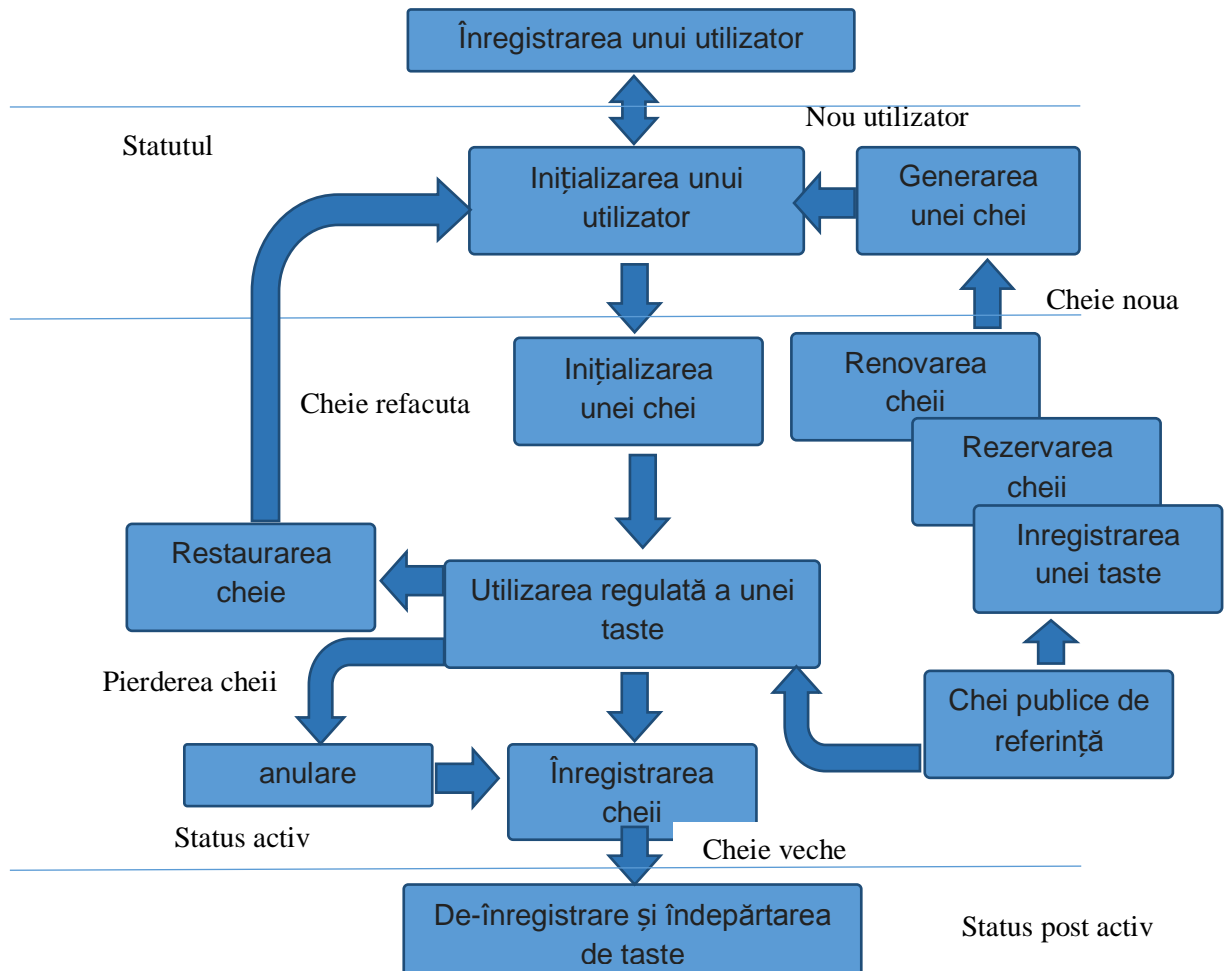 Înregistrarea unui utilizator
Nou utilizator
Statutul
Inițializarea unui
utilizator
Generarea
unei chei
Cheie noua
Inițializarea
unei chei
Renovarea
cheii
Cheie refacuta
Rezervarea
cheii
Inregistrarea
unei taste
Restaurarea
cheie
Utilizarea regulată a unei
taste
Pierderea cheii
Chei publice de
referință
anulare
Înregistrarea
cheii
Status activ
Cheie veche
De-înregistrare și îndepărtarea
de taste
Status post activ